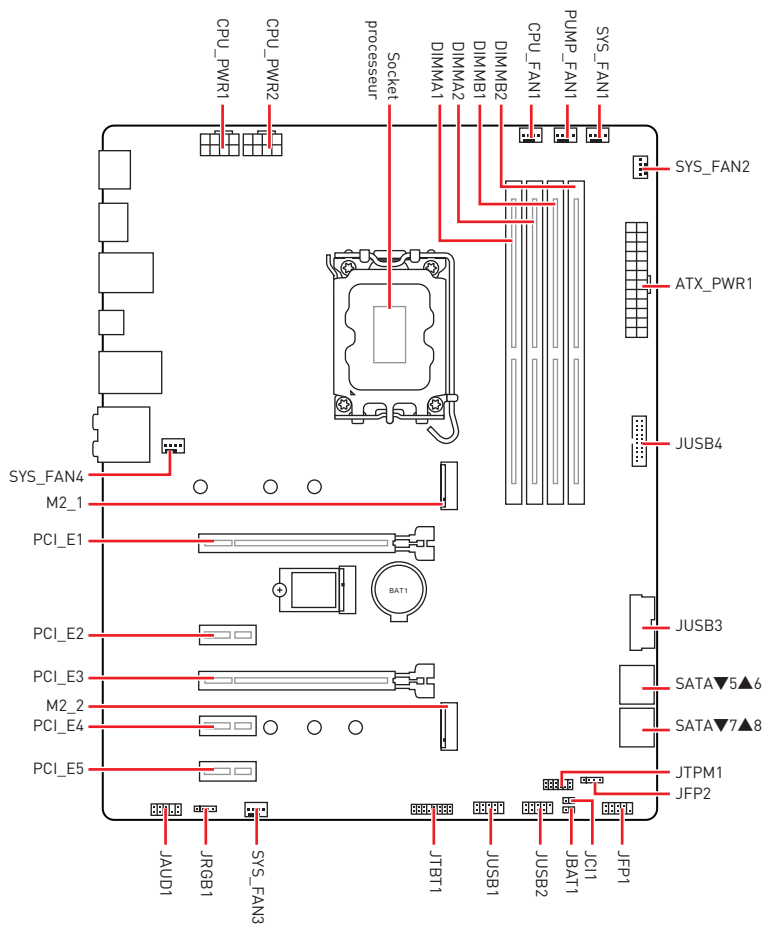 CPU_PWR1
CPU_PWR2
Socket
processeur
DIMMA1
DIMMA2
DIMMB1
DIMMB2
CPU_FAN1
PUMP_FAN1
SYS_FAN1
SYS_FAN2
ATX_PWR1
JUSB4
SYS_FAN4
M2_1
PCI_E1
BAT1
JUSB3
PCI_E2
PCI_E3
SATA▼5▲6
M2_2
PCI_E4
SATA▼7▲8
PCI_E5
JTPM1
JFP2
JAUD1
JRGB1
SYS_FAN3
JTBT1
JUSB1
JUSB2
JBAT1
JCI1
JFP1